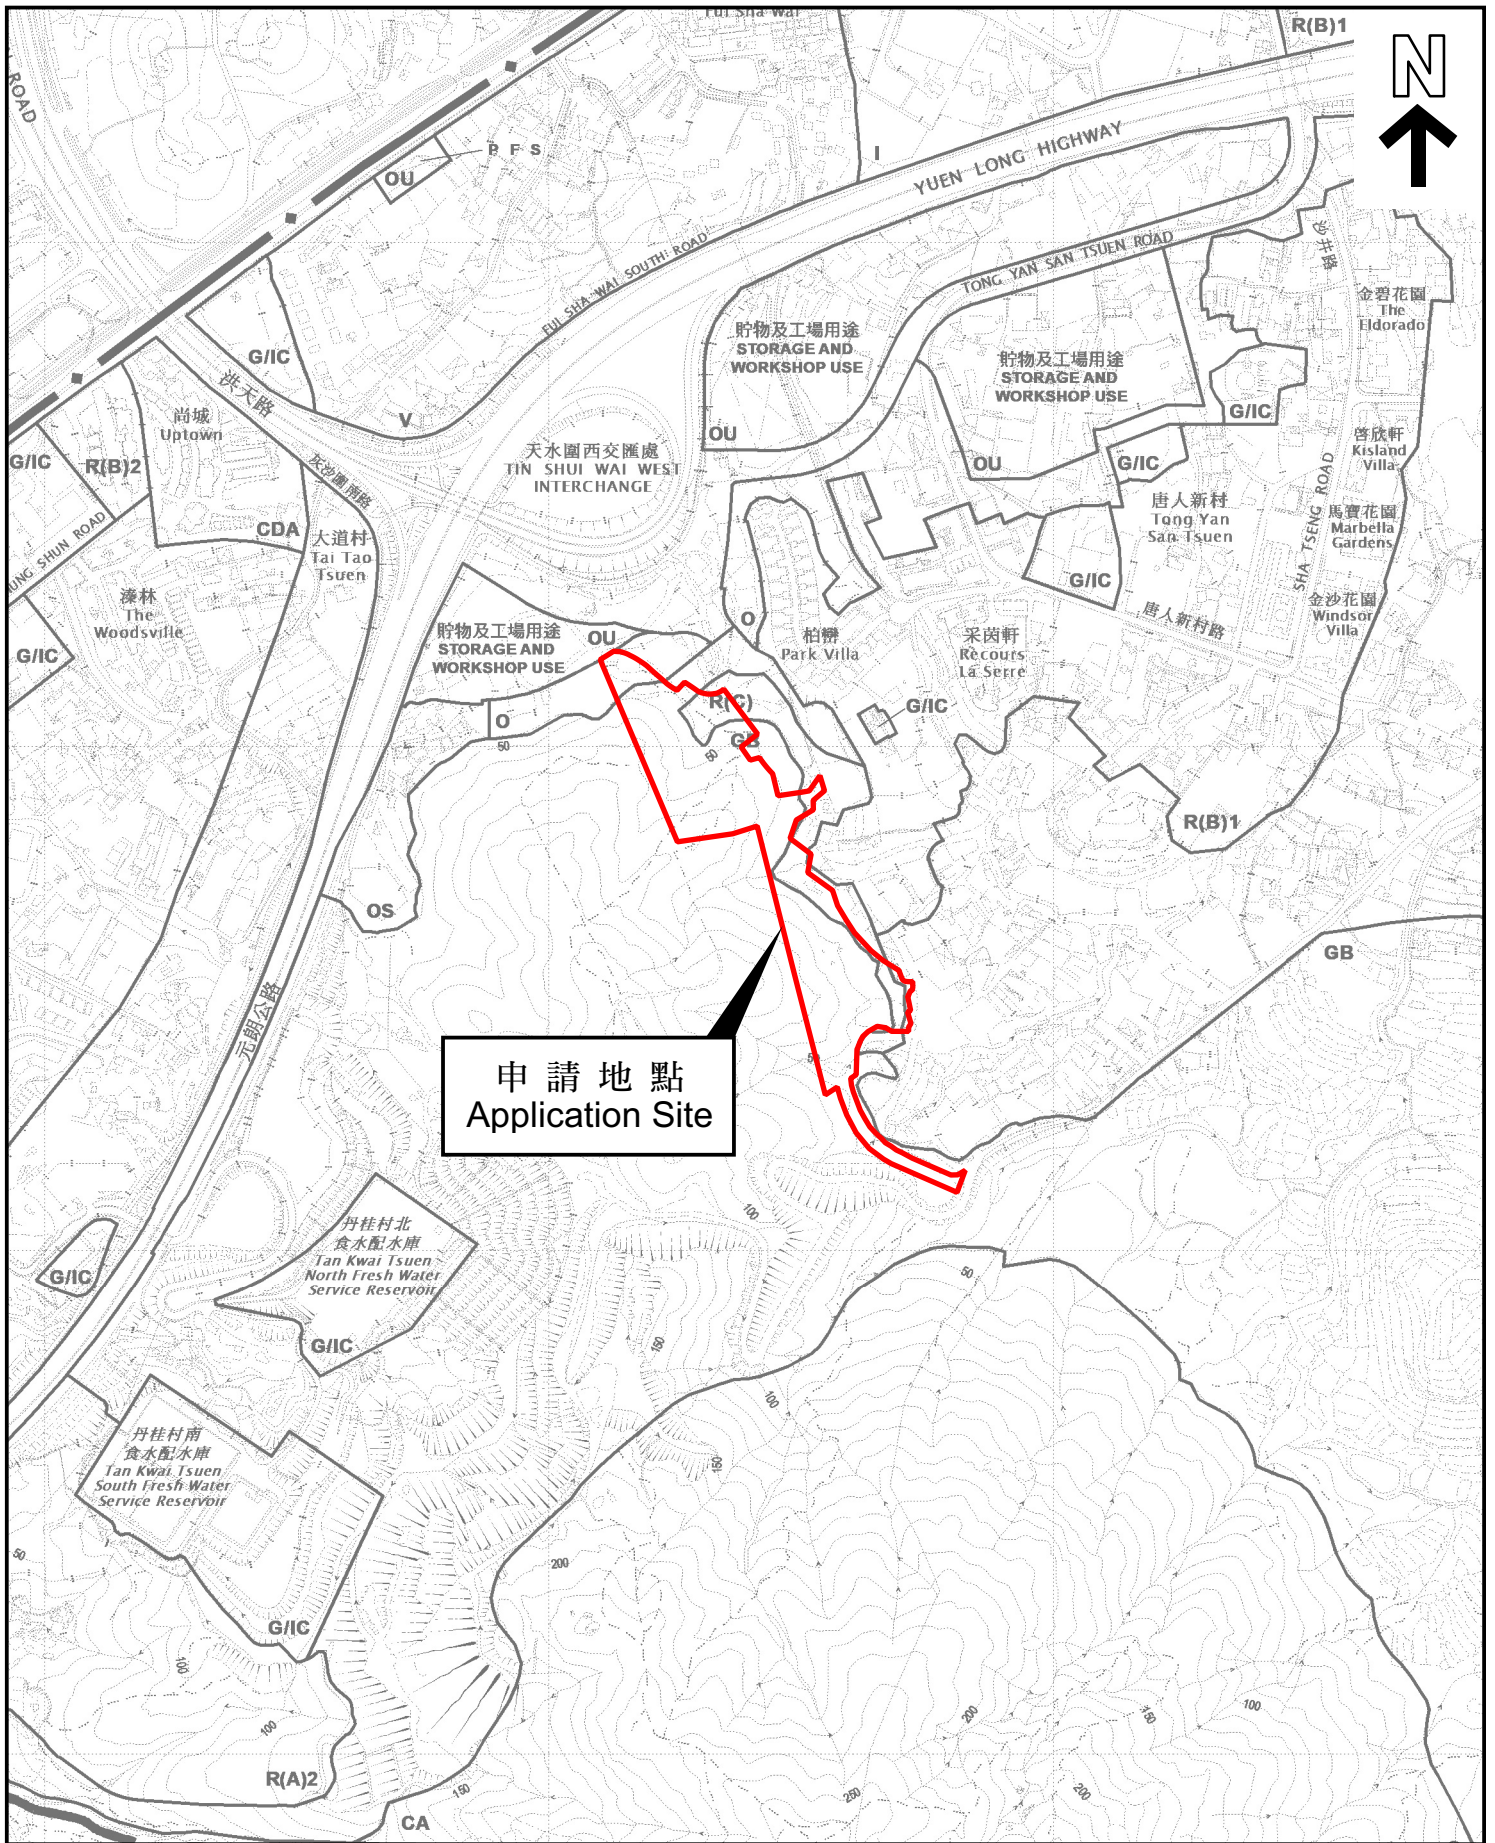 Fui Sha Wai
R(B)1
N
ROAD
P F S
OU
I
YUEN LONG HIGHWAY
FUI SHA WAI SOUTH ROAD
TONG YAN SAN TSUEN ROAD
沙井路
金碧花園
The
Eldorado
貯物及工場用途
STORAGE AND
WORKSHOP USE
貯物及工場用途
STORAGE AND
WORKSHOP USE
G/IC
洪天路
尚城
Uptown
V
G/IC
OU
天水圍西交匯處
TIN SHUI WAI WEST
INTERCHANGE
G/IC
R(B)2
OU
G/IC
啓欣軒
Kisland
Villa
灰沙圍南路
唐人新村
Tong Yan
San Tsuen
SHA TSENG ROAD
馬寶花園
Marbella
Gardens
CDA
大道村
Tai Tao
Tsuen
HUNG SHUN ROAD
溱林
The
Woodsville
G/IC
金沙花園
Windsor
Villa
唐人新村路
G/IC
貯物及工場用途
STORAGE AND
WORKSHOP USE
OU
O
柏巒
Park Villa
采茵軒
Recours
La Serre
R(C)
G/IC
O
50
GB
50
R(B)1
OS
GB
元朗公路
申請地點
Application Site
50
100
丹桂村北
食水配水庫
Tan Kwai Tsuen
North Fresh Water
Service Reservoir
G/IC
50
G/IC
150
100
丹桂村南
食水配水庫
Tan Kwai Tsuen
South Fresh Water
Service Reservoir
150
50
200
G/IC
100
100
100
200
150
R(A)2
150
250
200
CA